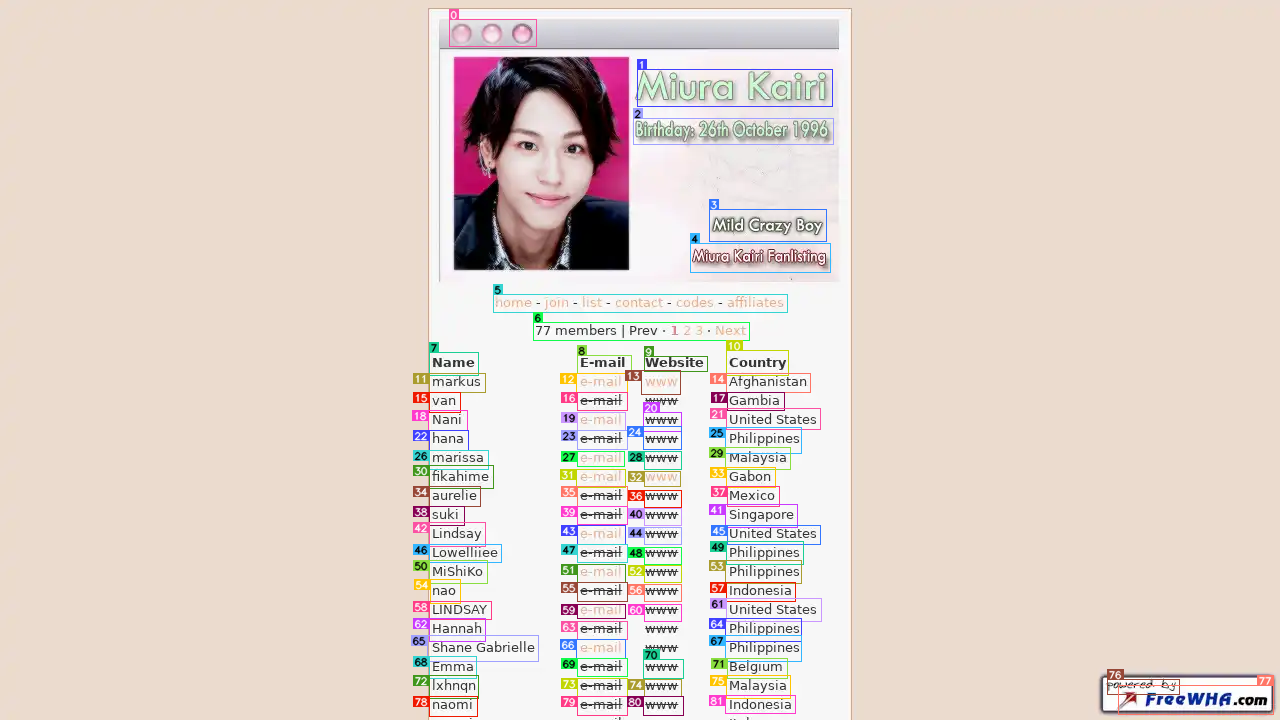 Miura Kairi
Birthday: 26th October 1996
Mild Crazy Boy
Miura Kairi Fanlisting
home - join - list - contact - codes - affiliates
77 members | Prev · 1 2 3 · Next
Name E-mail Website Country
markus e-mail www Afghanistan
van e-mail www Gambia
Nani e-mail www United States
hana e-mail www Philippines
marissa e-mail www Malaysia
fikahime e-mail www Gabon
aurelie e-mail www Mexico
suki e-mail www Singapore
Lindsay e-mail www United States
Lowelliiee e-mail www Philippines
MiShiKo e-mail www Philippines
nao e-mail www Indonesia
LINDSAY e-mail www United States
Hannah e-mail www Philippines
Shane Gabrielle e-mail www Philippines
Emma e-mail www Belgium
lxhnqn e-mail www Malaysia
naomi e-mail www Indonesia
powered by
FreeWHA.com